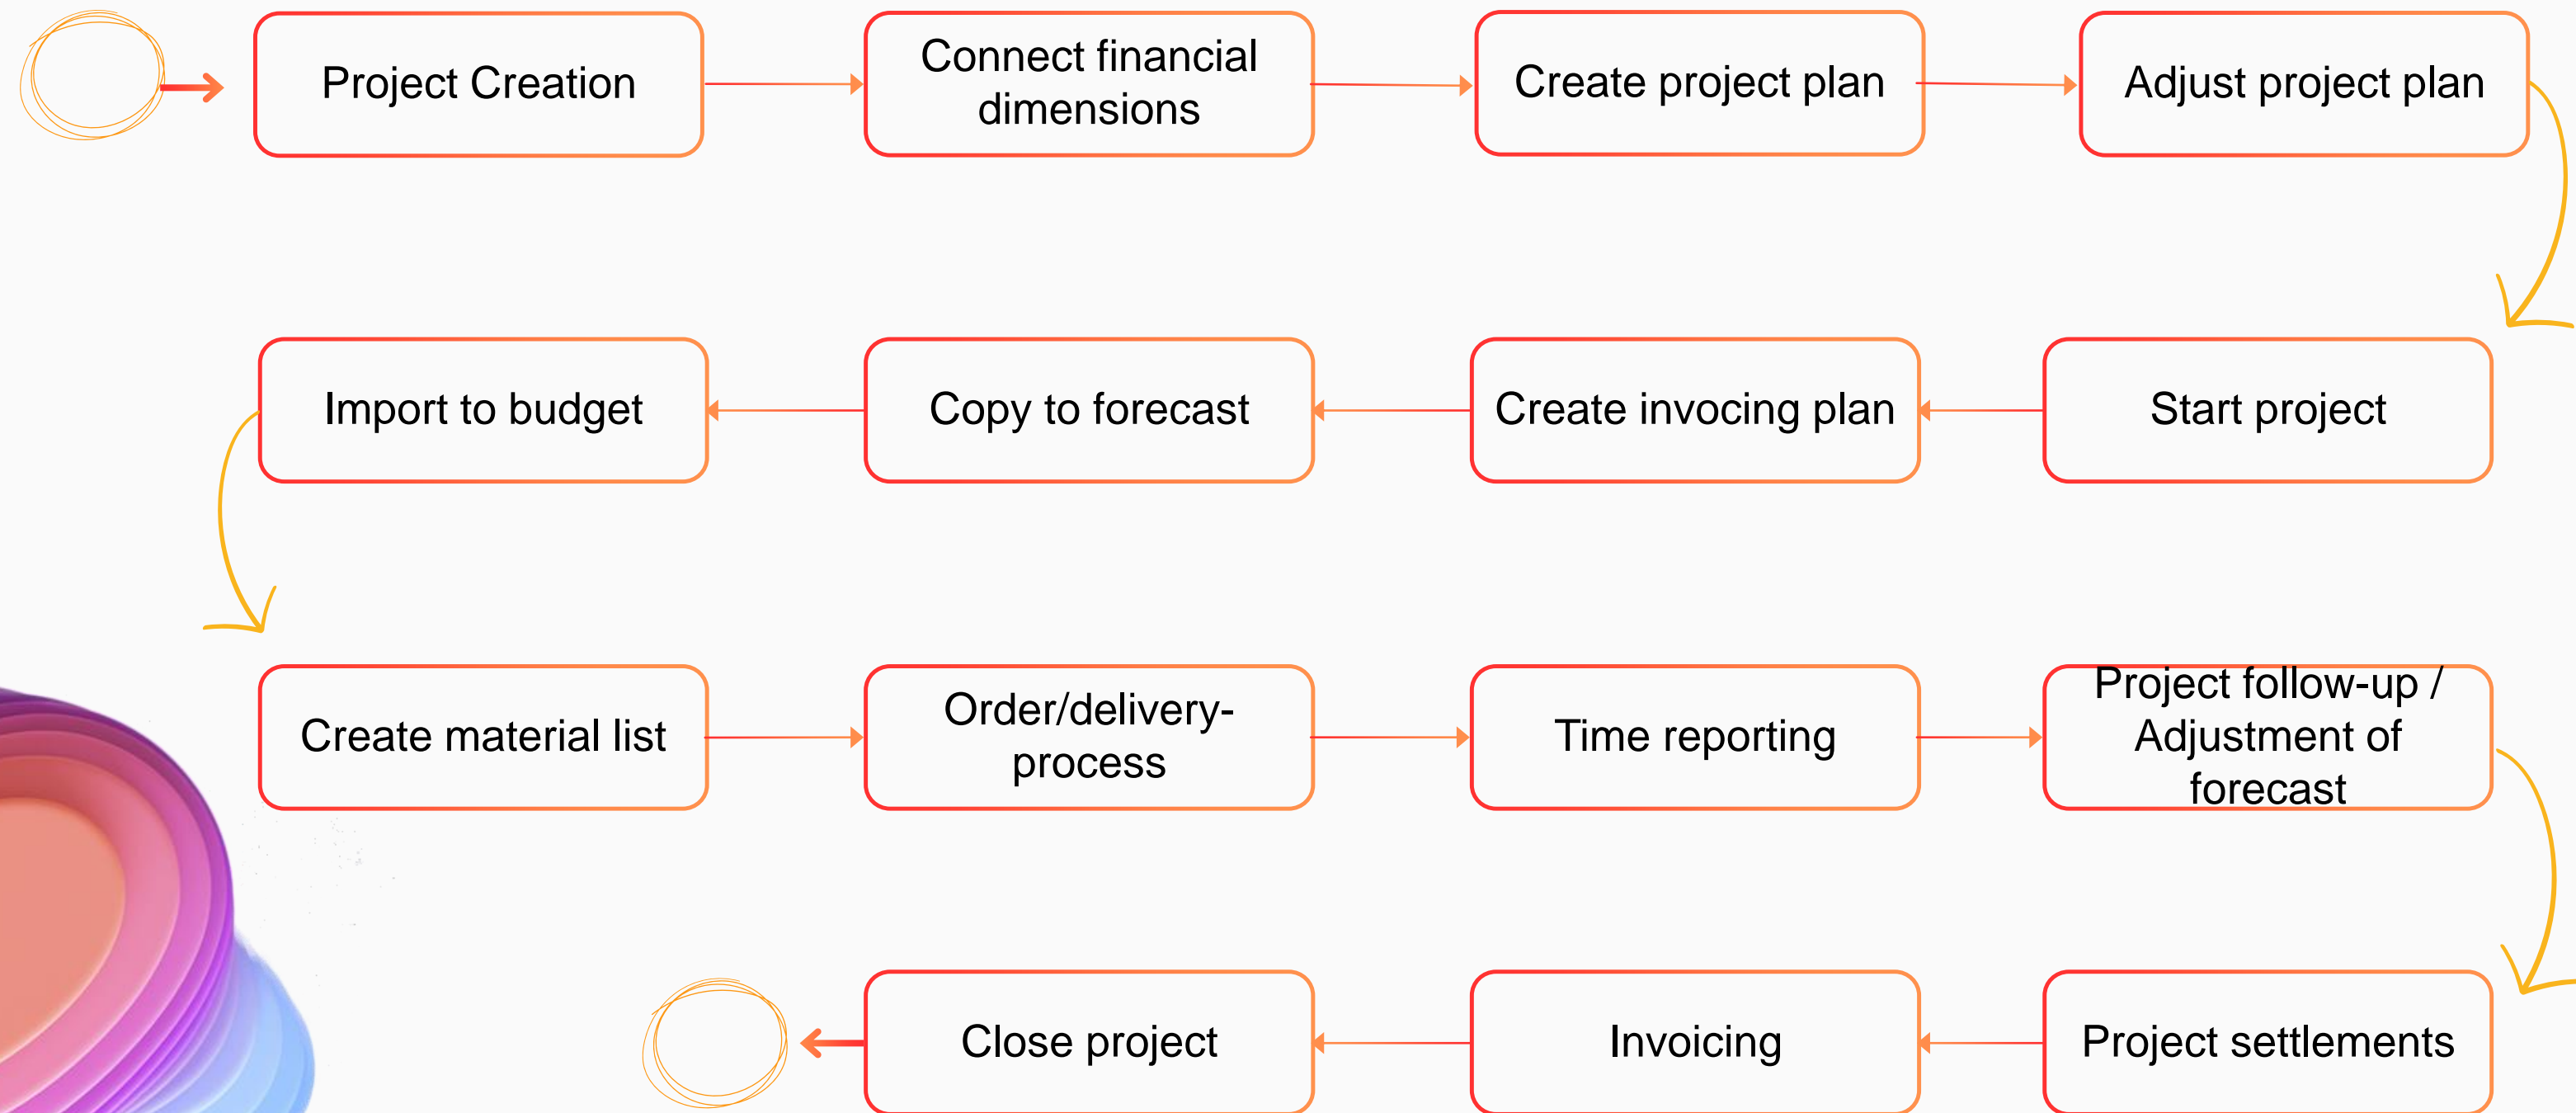 Project Creation
Connect financial
dimensions
Create project plan
Adjust project plan
Import to budget
Copy to forecast
Create invocing plan
Start project
Create material list
Order/delivery-
process
Time reporting
Project follow-up /
Adjustment of
forecast
Close project
Invoicing
Project settlements